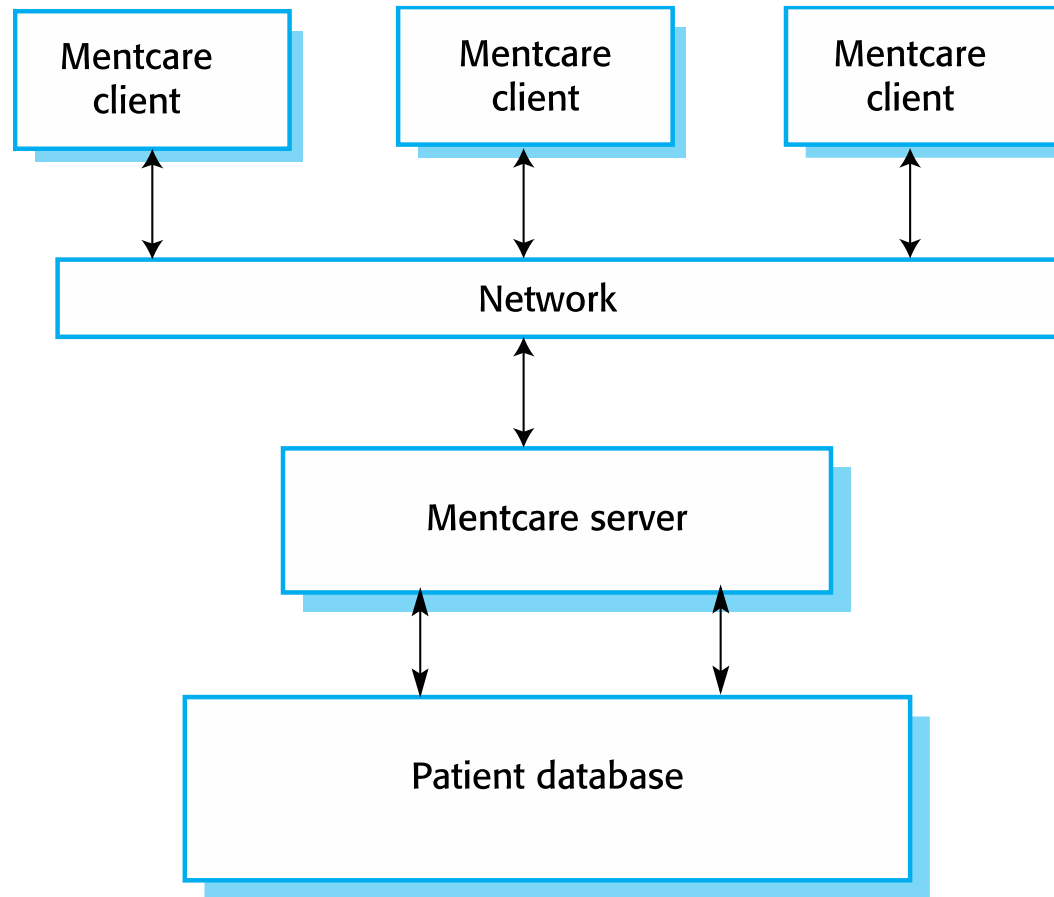 Mentcare
client
Mentcare
client
Mentcare
client
Network
Mentcare server
Patient database